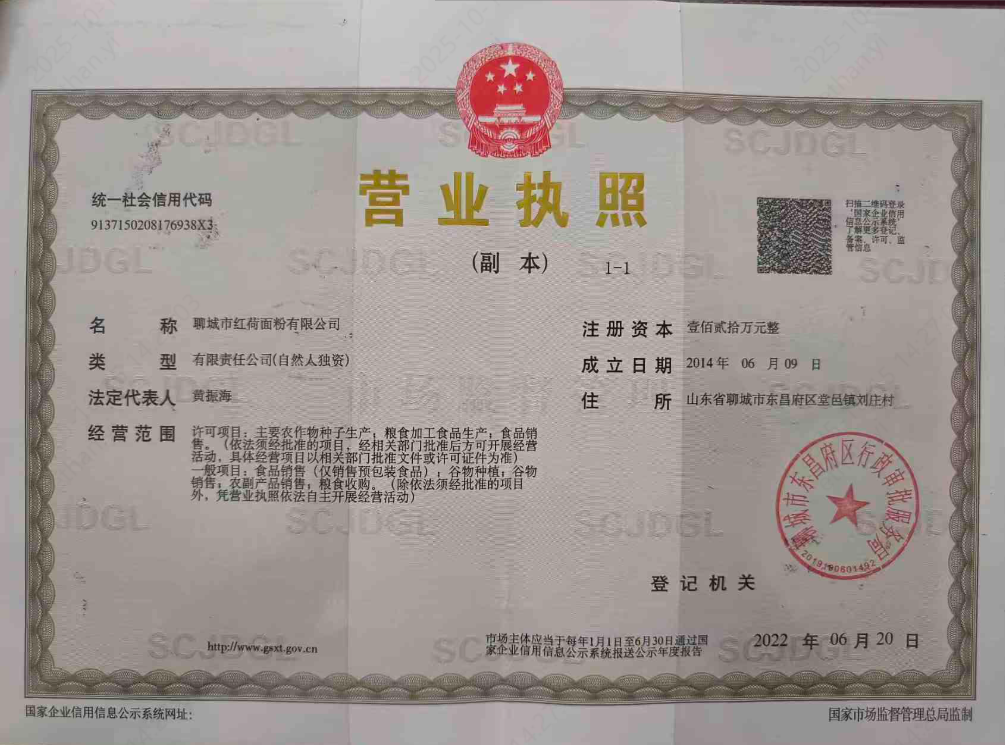 营业执照
(副 本) 1-1
统一社会信用代码
9137150208176938X3
扫描二维码登录
‘国家企业信用
信息公示系统’
了解更多登记、
备案、许可、监
管信息
名 称 聊城市红荷面粉有限公司
类 型 有限责任公司(自然人独资)
法定代表人 黄振海
经营范围 许可项目：主要农作物种子生产；粮食加工食品生产；食品销
售。（依法须经批准的项目，经相关部门批准后方可开展经营
活动，具体经营项目以相关部门批准文件或许可证件为准）
一般项目：食品销售（仅销售预包装食品）；谷物种植；谷物
销售；农副产品销售；粮食收购。（除依法须经批准的项目
外，凭营业执照依法自主开展经营活动）
注册资本 壹佰贰拾万元整
成立日期 2014 年 06 月 09 日
住 所 山东省聊城市东昌府区堂邑镇刘庄村
聊城市东昌府区行政审批服务局
登记机关
2022 年 06 月 20 日
http://www.gsxt.gov.cn
市场主体应当于每年1月1日至6月30日通过国
家企业信用信息公示系统报送公示年度报告
国家企业信用信息公示系统网址：
国家市场监督管理总局监制
SCJDGL